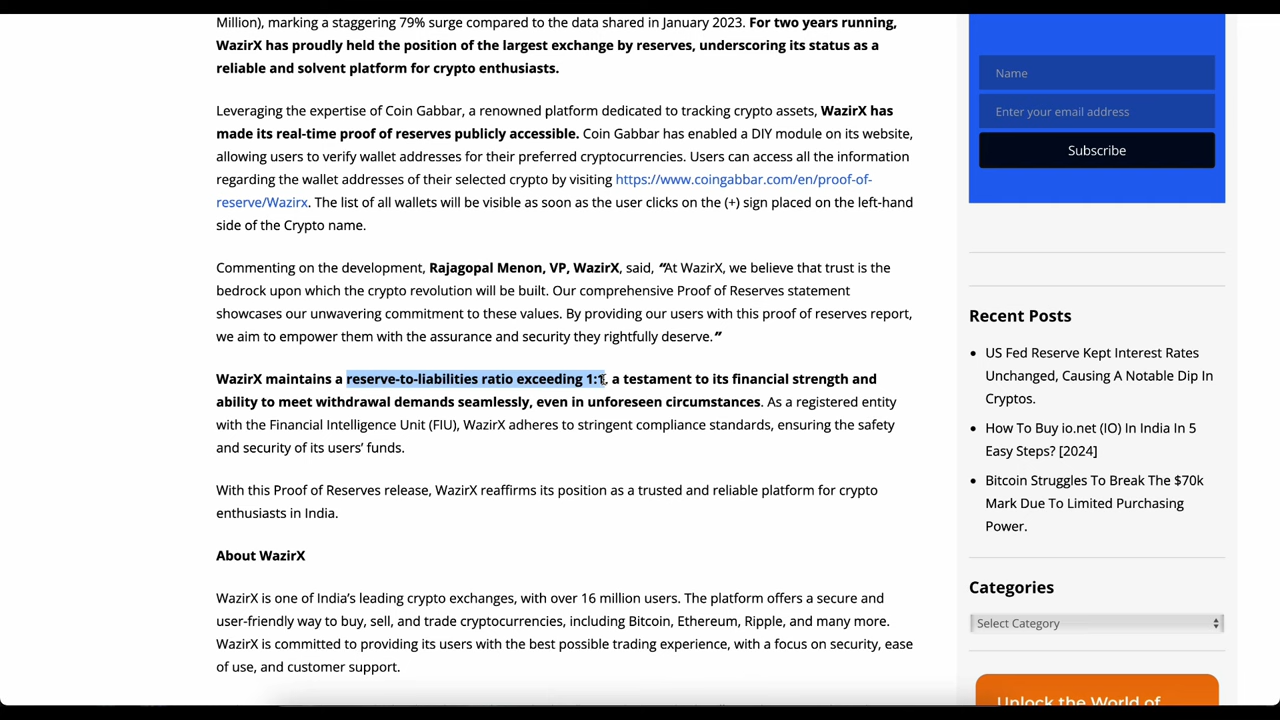 Million), marking a staggering 79% surge compared to the data shared in January 2023. For two years running,
WazirX has proudly held the position of the largest exchange by reserves, underscoring its status as a
reliable and solvent platform for crypto enthusiasts.
Leveraging the expertise of Coin Gabbar, a renowned platform dedicated to tracking crypto assets, WazirX has
made its real-time proof of reserves publicly accessible. Coin Gabbar has enabled a DIY module on its website,
allowing users to verify wallet addresses for their preferred cryptocurrencies. Users can access all the information
regarding the wallet addresses of their selected crypto by visiting https://www.coingabbar.com/en/proof-of-
reserve/Wazirx. The list of all wallets will be visible as soon as the user clicks on the (+) sign placed on the left-hand
side of the Crypto name.
Commenting on the development, Rajagopal Menon, VP, WazirX, said, “At WazirX, we believe that trust is the
bedrock upon which the crypto revolution will be built. Our comprehensive Proof of Reserves statement
showcases our unwavering commitment to these values. By providing our users with this proof of reserves report,
we aim to empower them with the assurance and security they rightfully deserve.”
WazirX maintains a reserve-to-liabilities ratio exceeding 1:1, a testament to its financial strength and
ability to meet withdrawal demands seamlessly, even in unforeseen circumstances. As a registered entity
with the Financial Intelligence Unit (FIU), WazirX adheres to stringent compliance standards, ensuring the safety
and security of its users’ funds.
With this Proof of Reserves release, WazirX reaffirms its position as a trusted and reliable platform for crypto
enthusiasts in India.
About WazirX
WazirX is one of India’s leading crypto exchanges, with over 16 million users. The platform offers a secure and
user-friendly way to buy, sell, and trade cryptocurrencies, including Bitcoin, Ethereum, Ripple, and many more.
WazirX is committed to providing its users with the best possible trading experience, with a focus on security, ease
of use, and customer support.
Name
Enter your email address
Subscribe
Recent Posts
US Fed Reserve Kept Interest Rates
Unchanged, Causing A Notable Dip In
Cryptos.
How To Buy io.net (IO) In India In 5
Easy Steps? [2024]
Bitcoin Struggles To Break The $70k
Mark Due To Limited Purchasing
Power.
Categories
Select Category
Unlock the World of